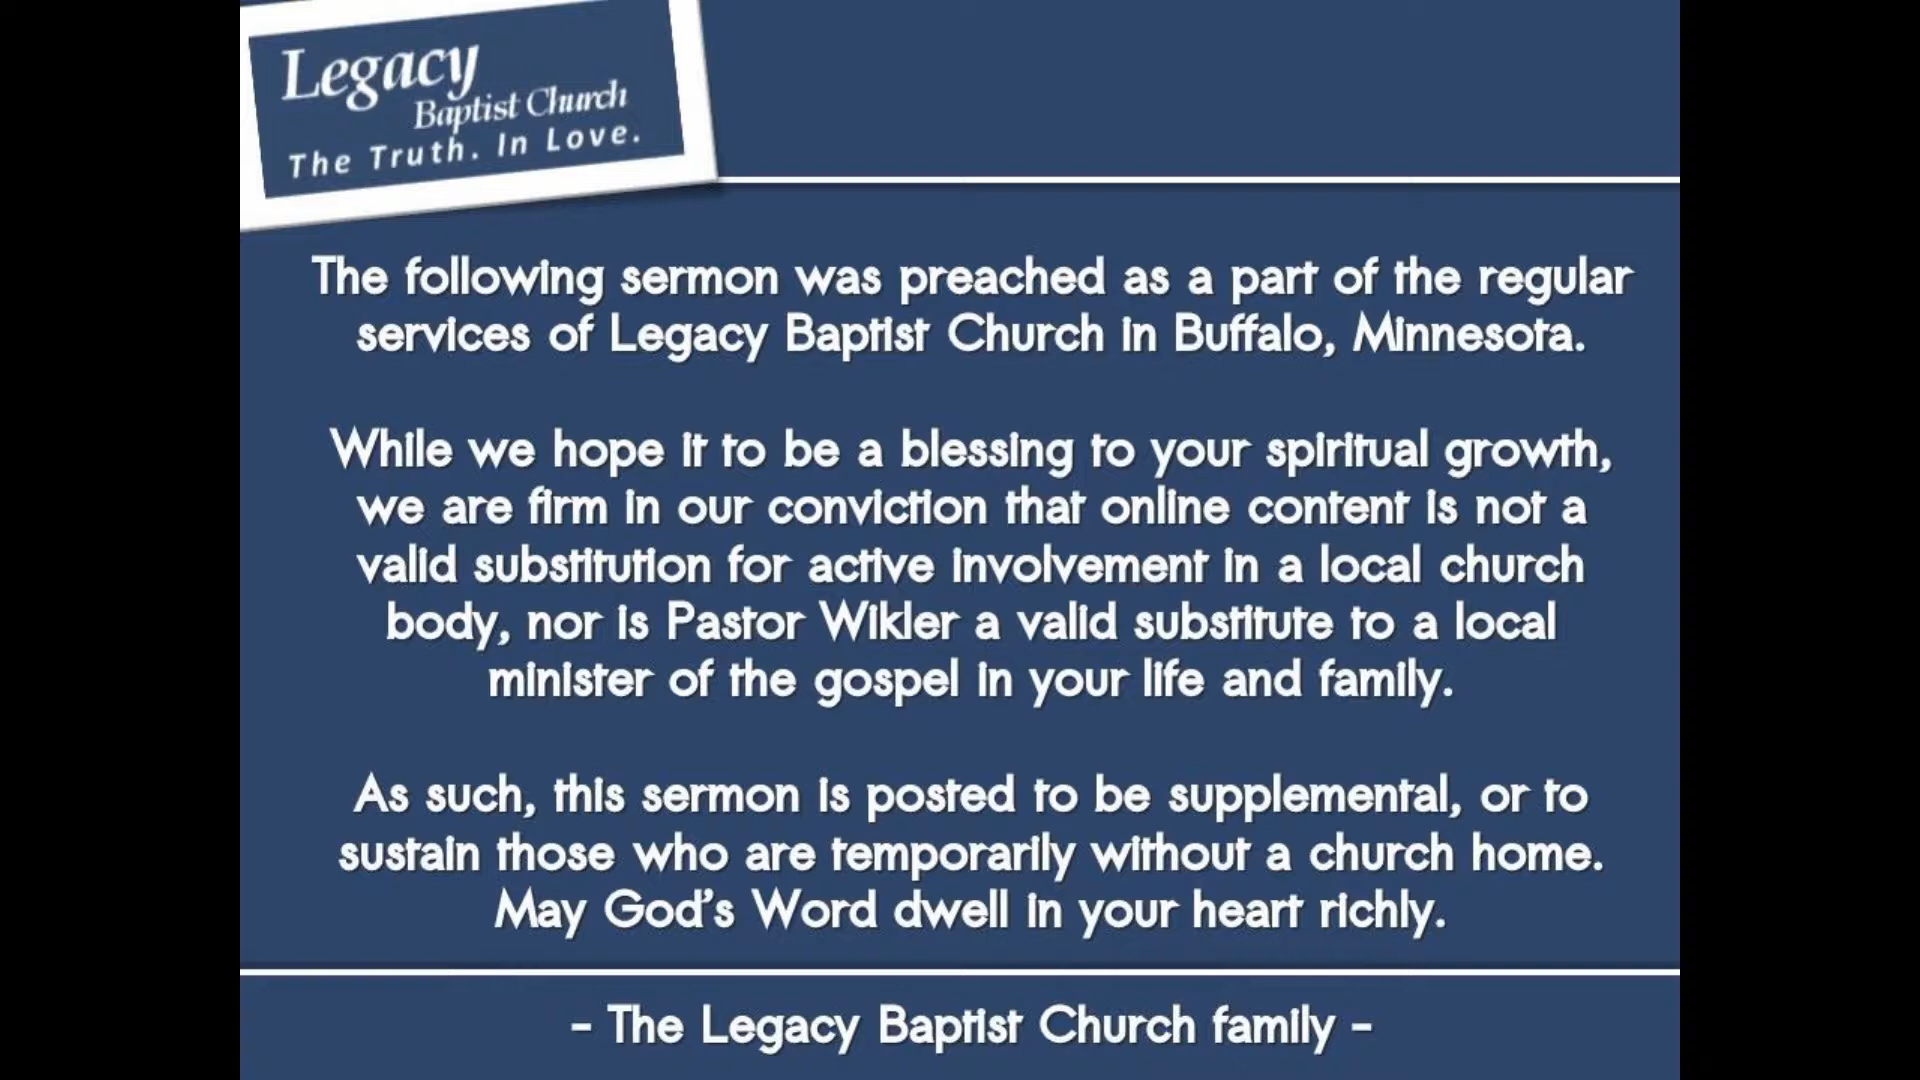 Legacy
Baptist Church
The Truth. In Love.
The following sermon was preached as a part of the regular
services of Legacy Baptist Church in Buffalo, Minnesota.
While we hope it to be a blessing to your spiritual growth,
we are firm in our conviction that online content is not a
valid substitution for active involvement in a local church
body, nor is Pastor Wikler a valid substitute to a local
minister of the gospel in your life and family.
As such, this sermon is posted to be supplemental, or to
sustain those who are temporarily without a church home.
May God’s Word dwell in your heart richly.
- The Legacy Baptist Church family -